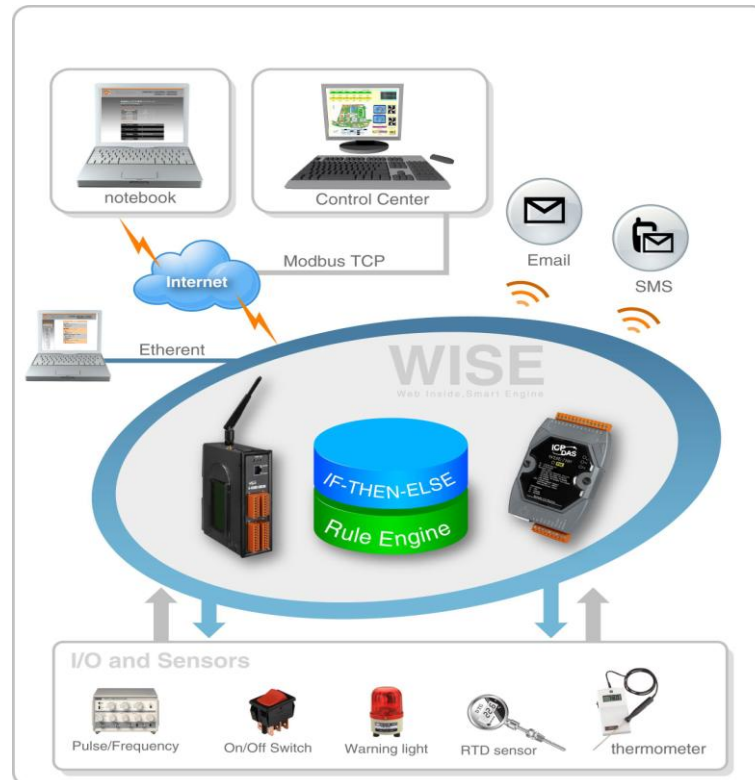 notebook
Control Center
Modbus TCP
Internet
Email
SMS
Etherent
WISE
Web Inside,Smart Engine
ICP
DAS
IF-THEN-ELSE
Rule Engine
I/O and Sensors
Pulse/Frequency
On/Off Switch
Warning light
RTD sensor
thermometer